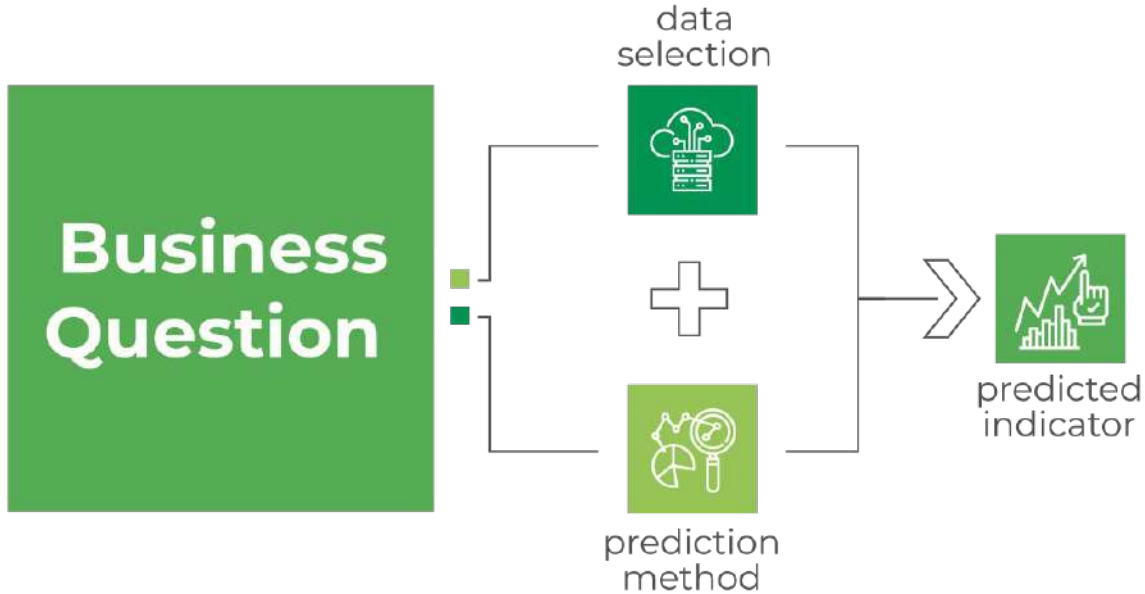 Business
Question
data
selection
prediction
method
predicted
indicator